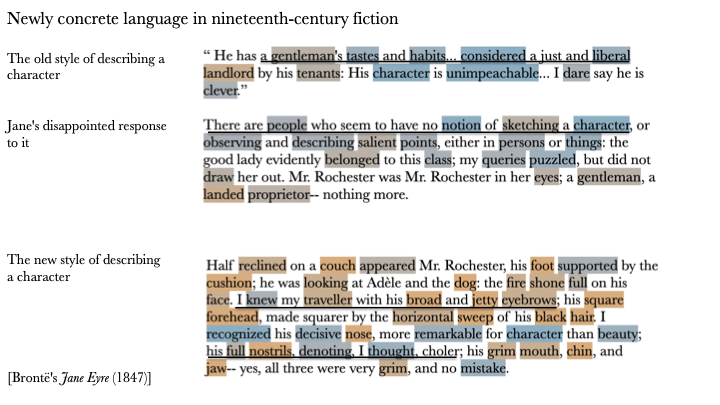 Newly concrete language in nineteenth-century fiction
The old style of describing a
character
“ He has a gentleman's tastes and habits... considered a just and liberal
landlord by his tenants: His character is unimpeachable... I dare say he is
clever.”
Jane's disappointed response
to it
There are people who seem to have no notion of sketching a character, or
observing and describing salient points, either in persons or things: the
good lady evidently belonged to this class; my queries puzzled, but did not
draw her out. Mr. Rochester was Mr. Rochester in her eyes; a gentleman, a
landed proprietor-- nothing more.
The new style of describing
a character
Half reclined on a couch appeared Mr. Rochester, his foot supported by the
cushion; he was looking at Adèle and the dog: the fire shone full on his
face. I knew my traveller with his broad and jetty eyebrows; his square
forehead, made squarer by the horizontal sweep of his black hair. I
recognized his decisive nose, more remarkable for character than beauty;
his full nostrils, denoting, I thought, choler; his grim mouth, chin, and
jaw-- yes, all three were very grim, and no mistake.
[Brontë's Jane Eyre (1847)]